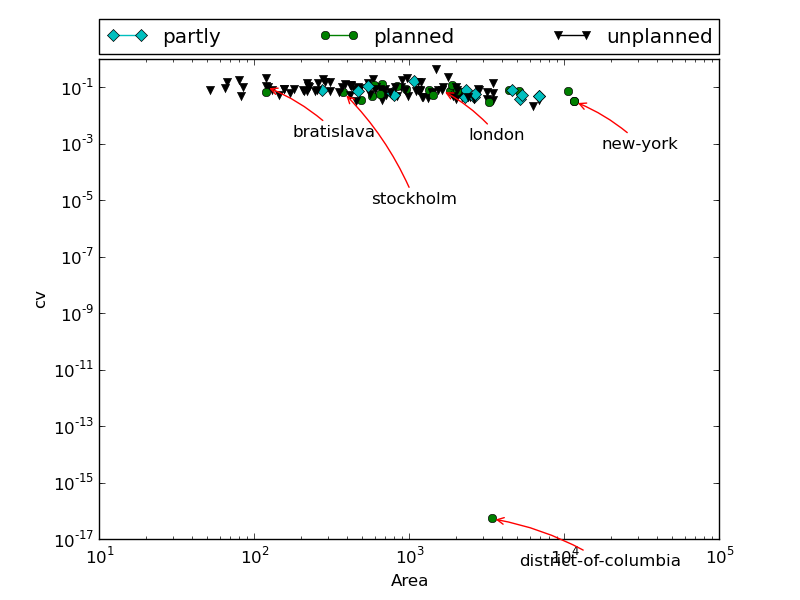 partly planned unplanned
10^-1
10^-3
10^-5
10^-7
10^-9
10^-11
10^-13
10^-15
10^-17
cv
bratislava
london
new-york
stockholm
district-of-columbia
10^1 10^2 10^3 10^4 10^5
Area